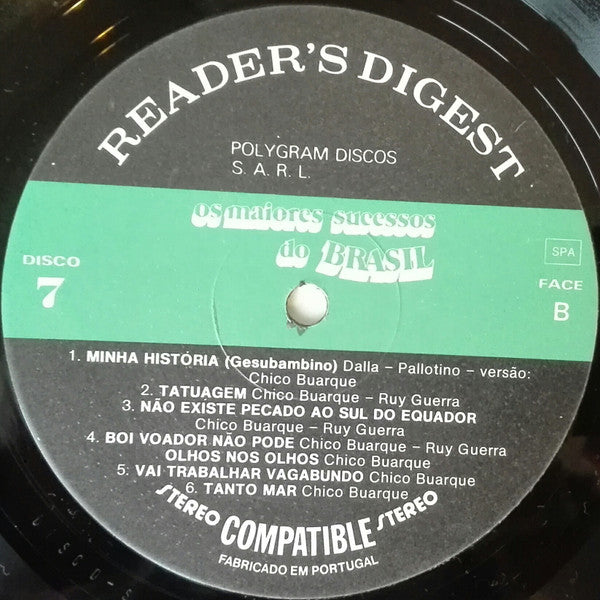 READER'S DIGEST
POLYGRAM DISCOS
S. A. R. L.
os maiores sucessos
do BRASIL
DISCO
7
SPA
FACE
B
1. MINHA HISTÓRIA (Gesubambino) Dalla – Pallotino – versão:
Chico Buarque
2. TATUAGEM Chico Buarque – Ruy Guerra
3. NÃO EXISTE PECADO AO SUL DO EQUADOR
Chico Buarque – Ruy Guerra
4. BOI VOADOR NÃO PODE Chico Buarque – Ruy Guerra
OLHOS NOS OLHOS Chico Buarque
5. VAI TRABALHAR VAGABUNDO Chico Buarque
6. TANTO MAR Chico Buarque
STEREO COMPATIBLE STEREO
FABRICADO EM PORTUGAL